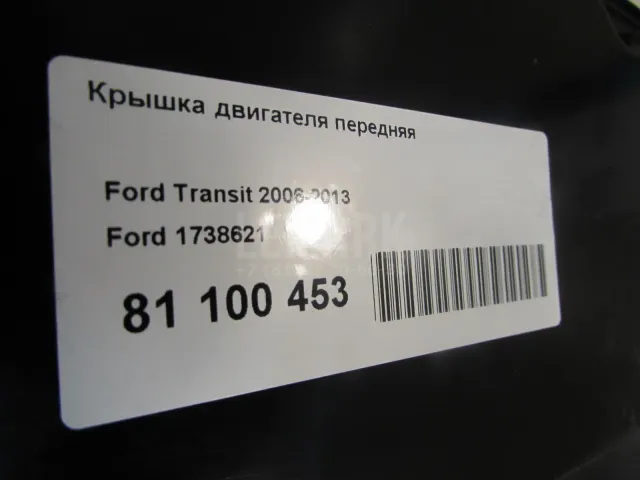 Крышка двигателя передняя
Ford Transit 2006-2013
Ford 1738621
81 100 453